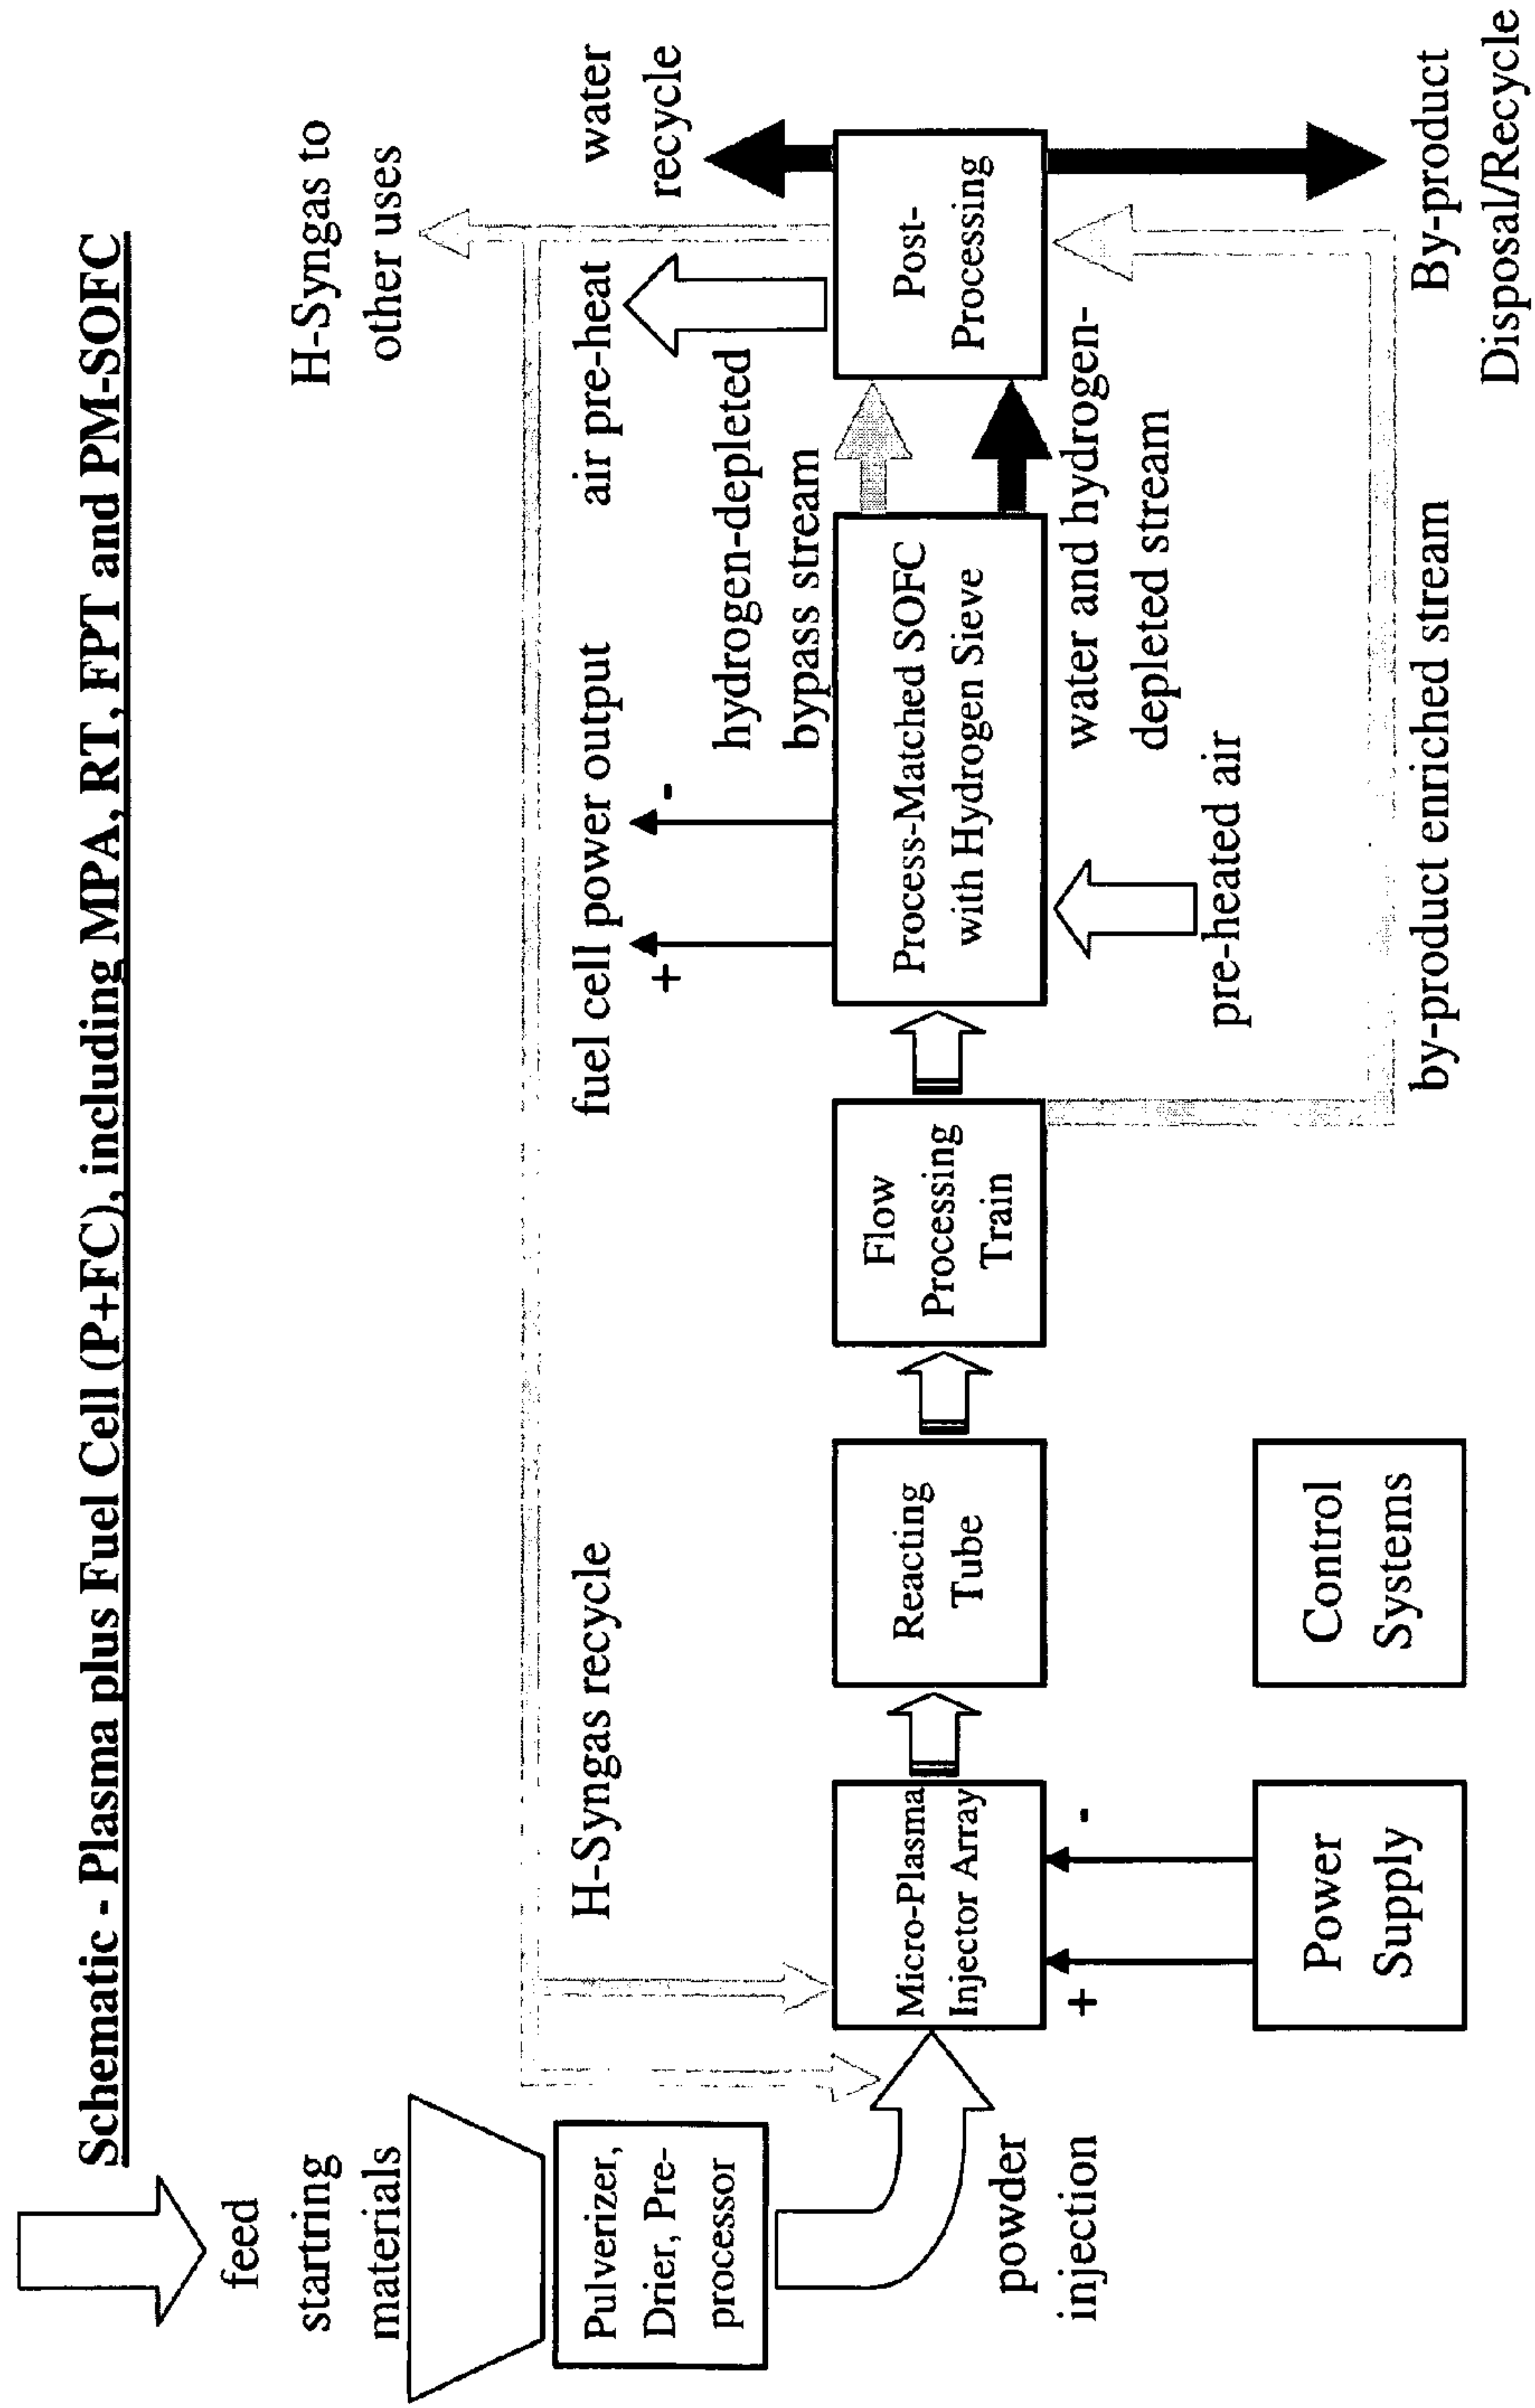 Schematic - Plasma plus Fuel Cell (P+FC), including MPA, RT, FPT and PM-SOFC
feed
startring
materials
Pulverizer,
Drier, Pre-
processor
powder
injection
H-Syngas recycle
Micro-Plasma
Injector Array
+
-
Power
Supply
Reacting
Tube
Control
Systems
Flow
Processing
Train
fuel cell power output
+
-
Process-Matched SOFC
with Hydrogen Sieve
pre-heated air
by-product enriched stream
hydrogen-depleted
bypass stream
water and hydrogen-
depleted stream
air pre-heat
H-Syngas to
other uses
water
recycle
Post-
Processing
By-product
Disposal/Recycle